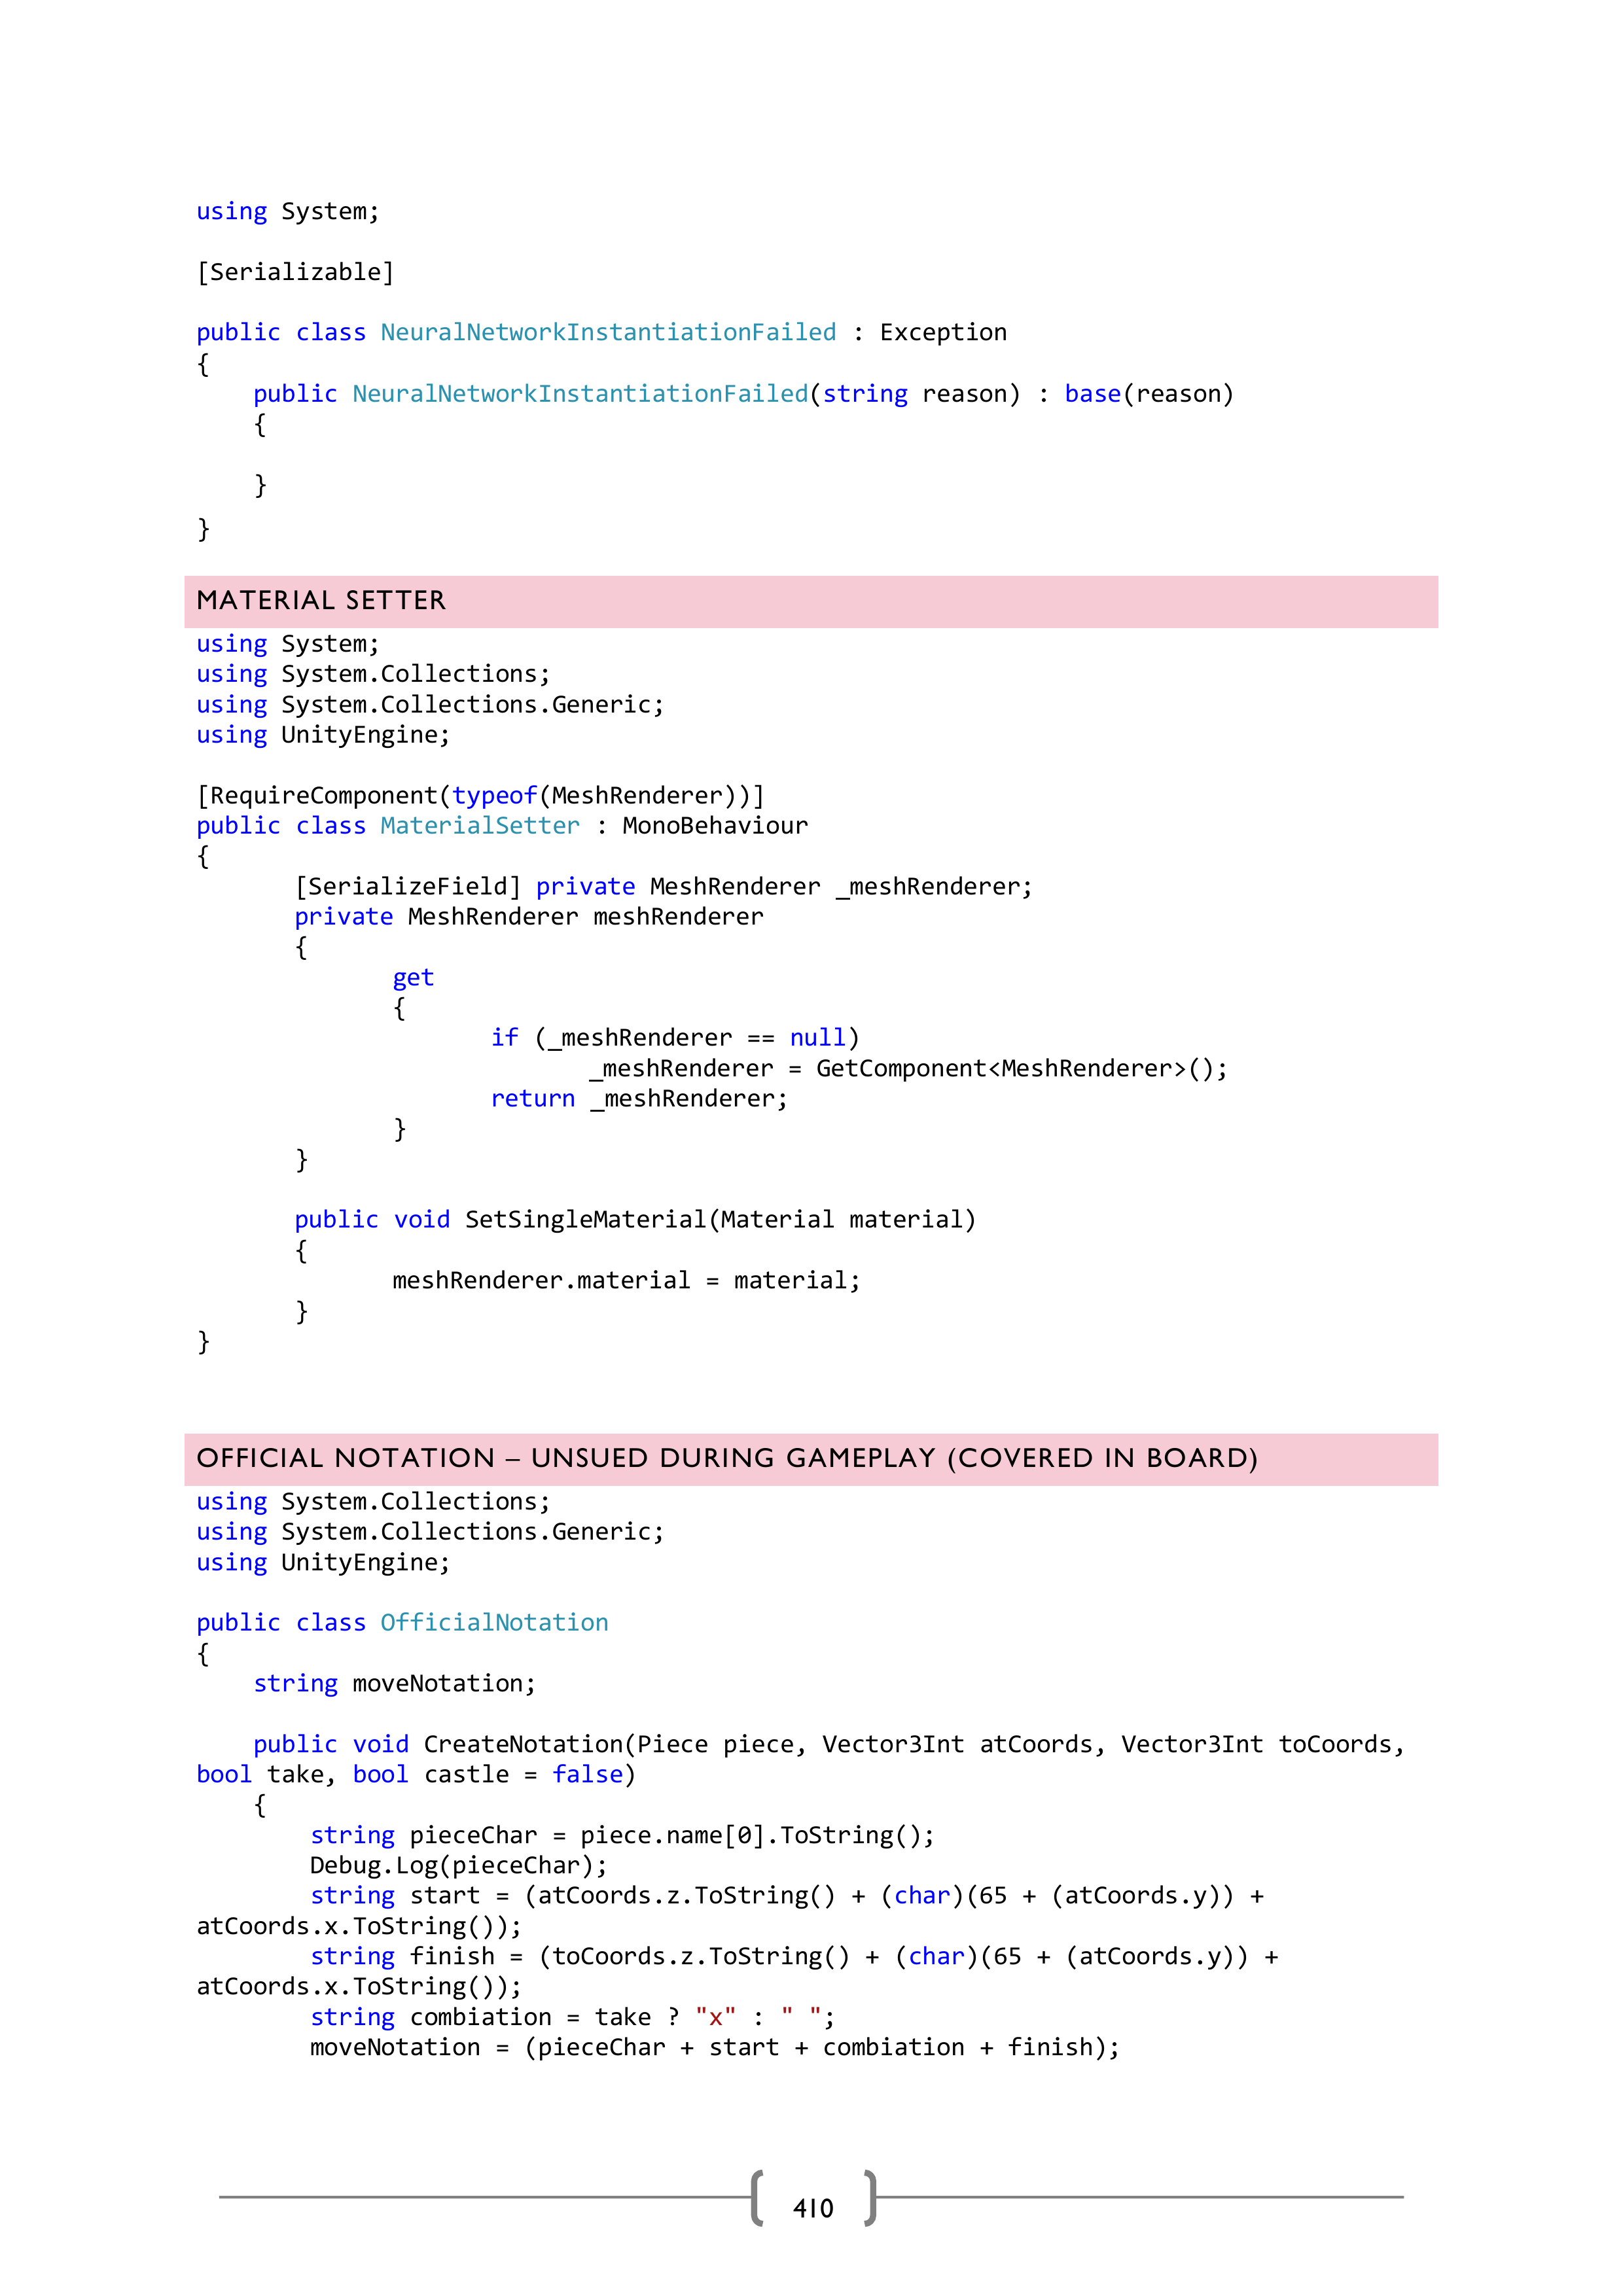 using System;
[Serializable]
public class NeuralNetworkInstantiationFailed : Exception
{
    public NeuralNetworkInstantiationFailed(string reason) : base(reason)
    {
    }
}
MATERIAL SETTER
using System;
using System.Collections;
using System.Collections.Generic;
using UnityEngine;
[RequireComponent(typeof(MeshRenderer))]
public class MaterialSetter : MonoBehaviour
{
       [SerializeField] private MeshRenderer _meshRenderer;
       private MeshRenderer meshRenderer
       {
              get
              {
                     if (_meshRenderer == null)
                            _meshRenderer = GetComponent<MeshRenderer>();
                     return _meshRenderer;
              }
       }
       public void SetSingleMaterial(Material material)
       {
              meshRenderer.material = material;
       }
}
OFFICIAL NOTATION – UNSUED DURING GAMEPLAY (COVERED IN BOARD)
using System.Collections;
using System.Collections.Generic;
using UnityEngine;
public class OfficialNotation
{
    string moveNotation;
    public void CreateNotation(Piece piece, Vector3Int atCoords, Vector3Int toCoords,
bool take, bool castle = false)
    {
        string pieceChar = piece.name[0].ToString();
        Debug.Log(pieceChar);
        string start = (atCoords.z.ToString() + (char)(65 + (atCoords.y)) +
atCoords.x.ToString());
        string finish = (toCoords.z.ToString() + (char)(65 + (atCoords.y)) +
atCoords.x.ToString());
        string combiation = take ? "x" : " ";
        moveNotation = (pieceChar + start + combiation + finish);
410